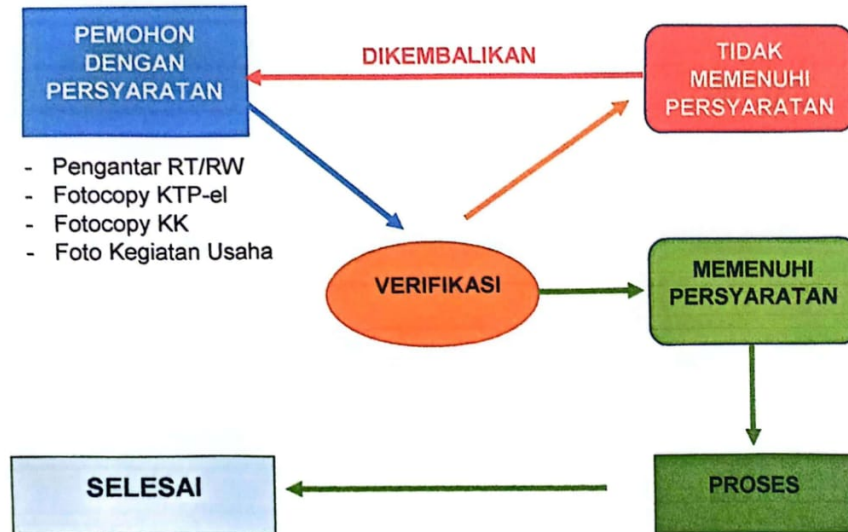 PEMOHON
DENGAN
PERSYARATAN
DIKEMBALIKAN
TIDAK
MEMENUHI
PERSYARATAN
- Pengantar RT/RW
- Fotocopy KTP-el
- Fotocopy KK
- Foto Kegiatan Usaha
VERIFIKASI
MEMENUHI
PERSYARATAN
SELESAI
PROSES